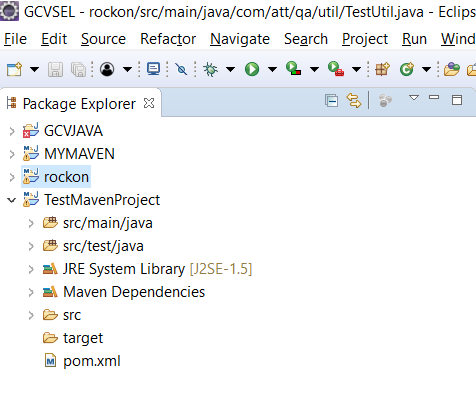 GCVSEL - rockon/src/main/java/com/att/qa/util/TestUtil.java - Eclips
File Edit Source Refactor Navigate Search Project Run Window
Package Explorer
GCVJAVA
MYMAVEN
rockon
TestMavenProject
src/main/java
src/test/java
JRE System Library [J2SE-1.5]
Maven Dependencies
src
target
pom.xml